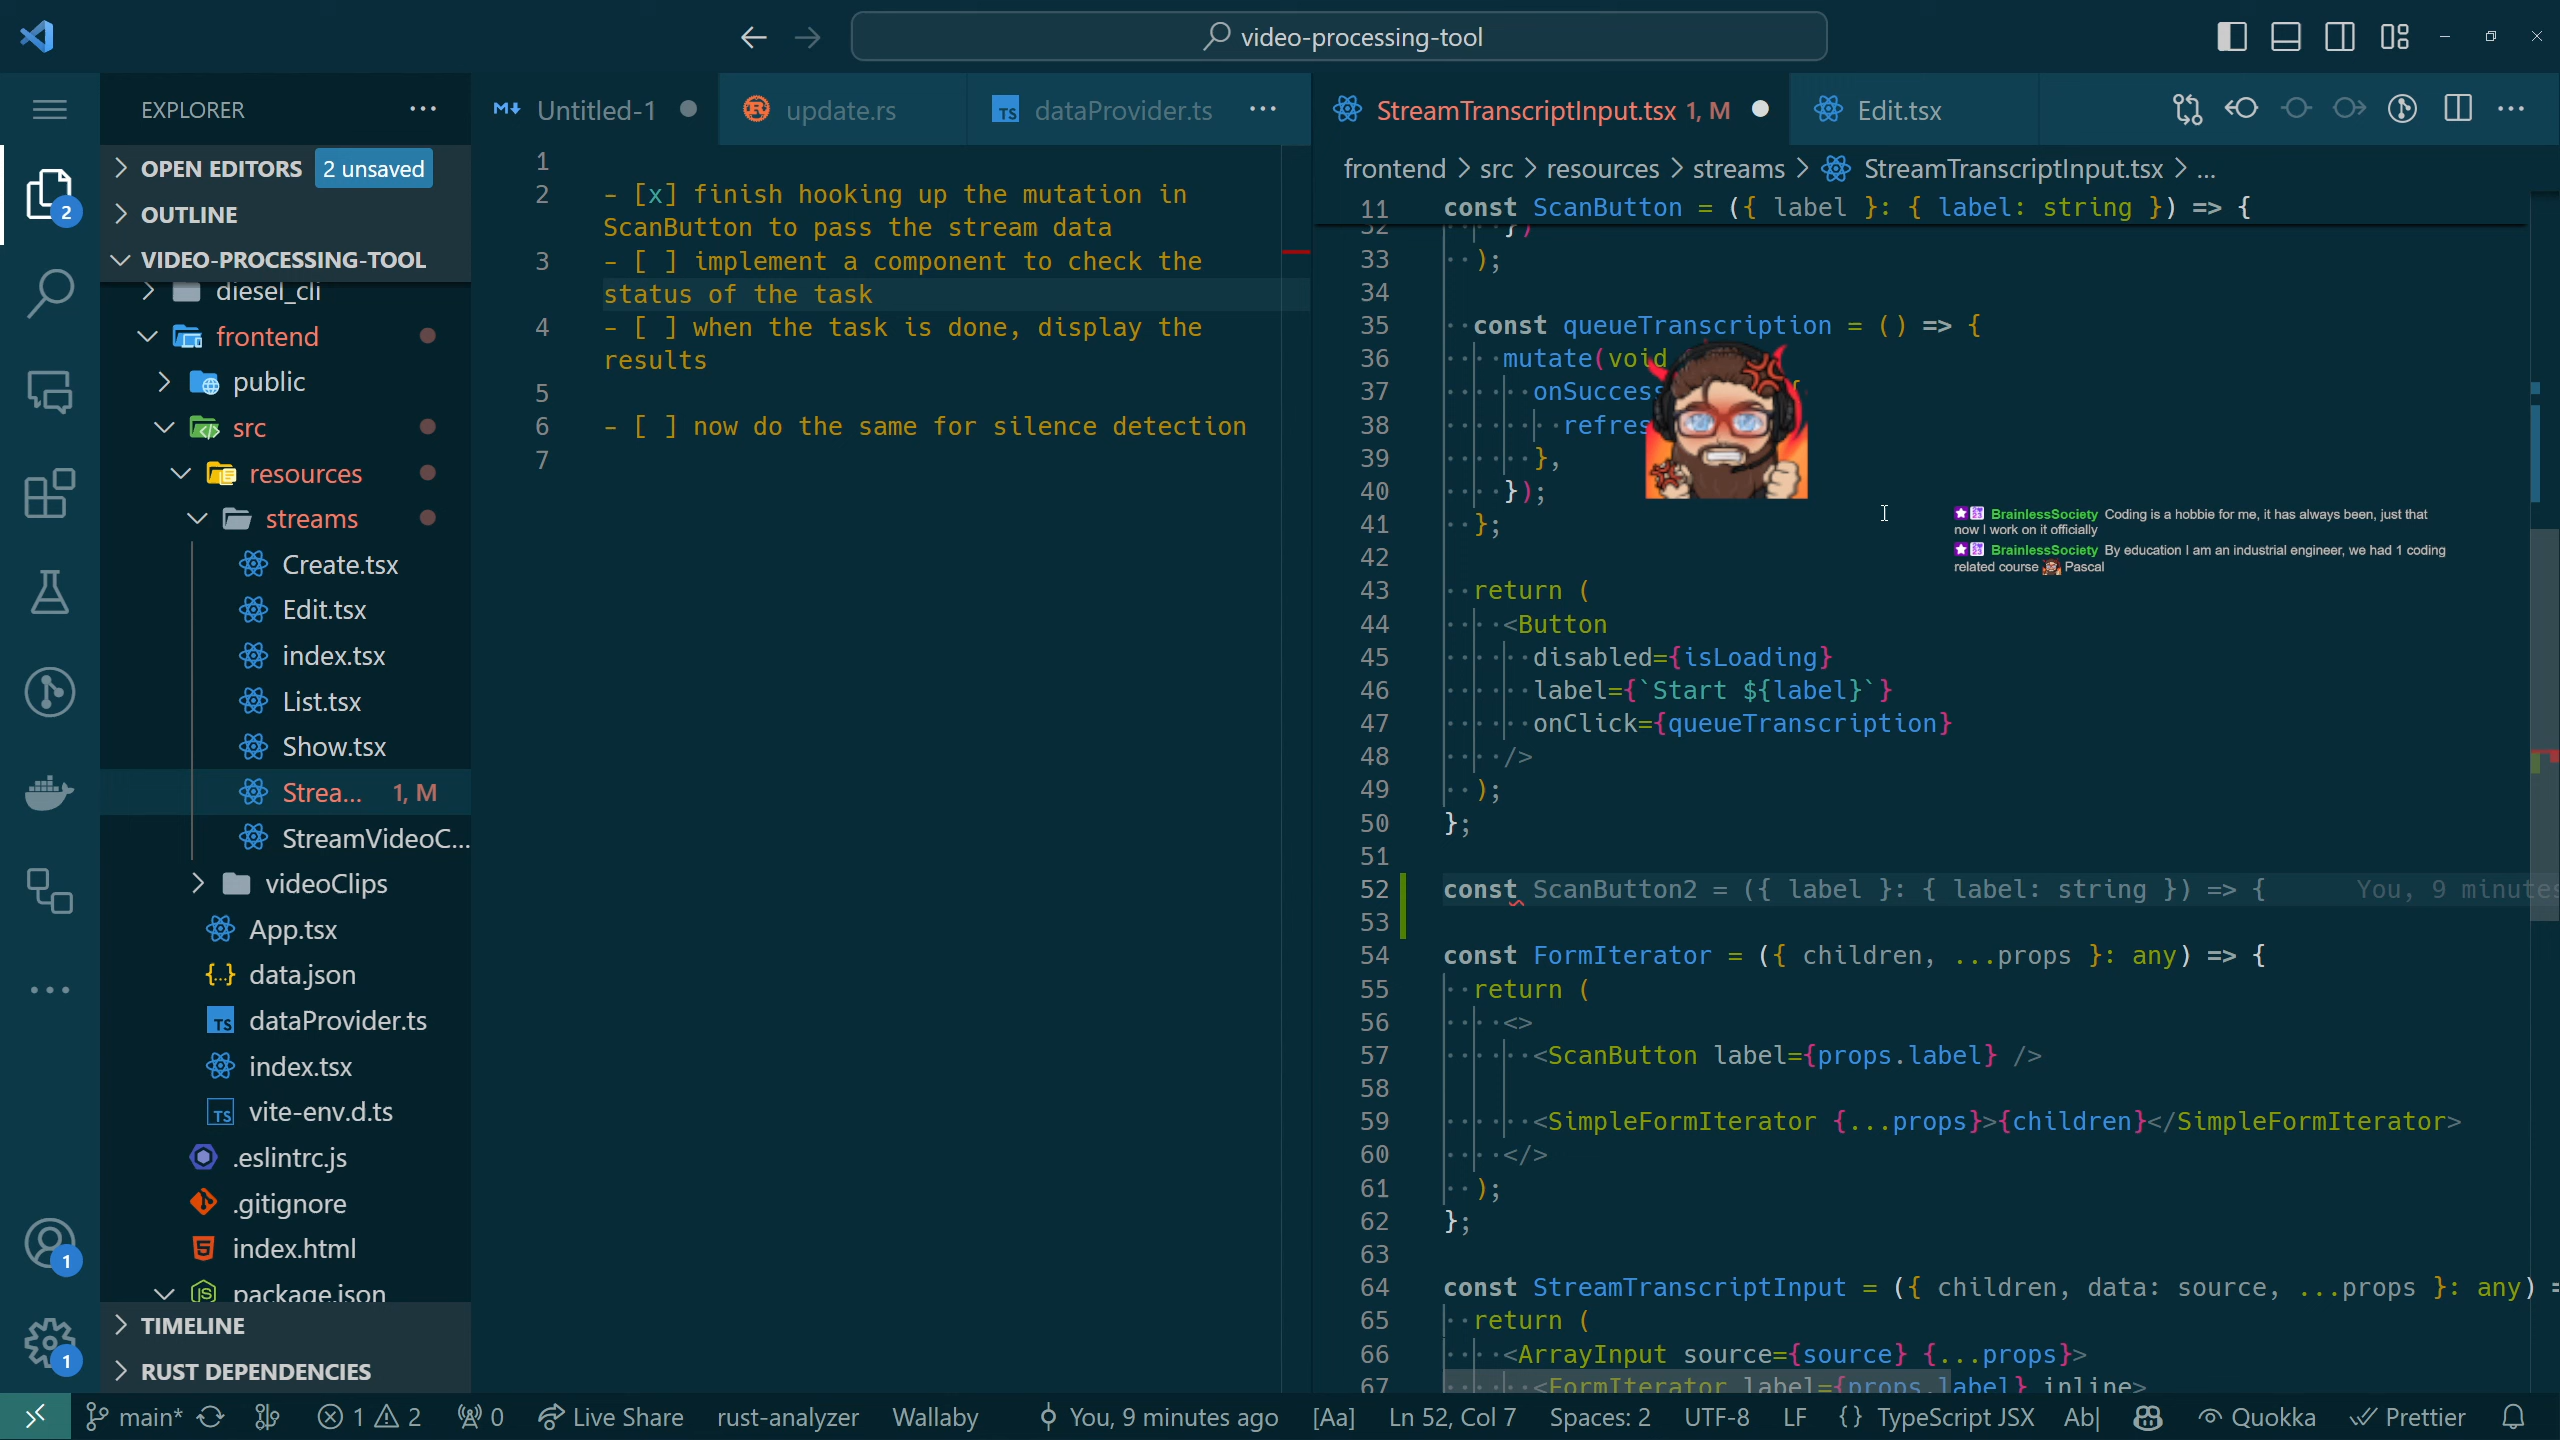 video-processing-tool
EXPLORER
Untitled-1
update.rs
dataProvider.ts
StreamTranscriptInput.tsx 1, M
Edit.tsx
OPEN EDITORS 2 unsaved
OUTLINE
VIDEO-PROCESSING-TOOL
diesel_cli
frontend
public
src
resources
streams
Create.tsx
Edit.tsx
index.tsx
List.tsx
Show.tsx
Strea... 1, M
StreamVideoC...
videoClips
App.tsx
data.json
dataProvider.ts
index.tsx
vite-env.d.ts
.eslintrc.js
.gitignore
index.html
package.json
TIMELINE
RUST DEPENDENCIES
2
1
1
1
2 - [x] finish hooking up the mutation in
ScanButton to pass the stream data
3 - [ ] implement a component to check the
status of the task
4 - [ ] when the task is done, display the
results
5
6 - [ ] now do the same for silence detection
7
frontend > src > resources > streams > StreamTranscriptInput.tsx > ...
11 const ScanButton = ({ label }: { label: string }) => {
32 })
33 );
34
35 const queueTranscription = () => {
36 mutate(void
37 onSuccess {
38 refres
39 },
40 });
41 };
42
43 return (
44 <Button
45 disabled={isLoading}
46 label={`Start ${label}`}
47 onClick={queueTranscription}
48 />
49 );
50 };
51
52 const ScanButton2 = ({ label }: { label: string }) => { You, 9 minutes
53
54 const FormIterator = ({ children, ...props }: any) => {
55 return (
56 <>
57 <ScanButton label={props.label} />
58
59 <SimpleFormIterator {...props}>{children}</SimpleFormIterator>
60 </>
61 );
62 };
63
64 const StreamTranscriptInput = ({ children, data: source, ...props }: any) =
65 return (
66 <ArrayInput source={source} {...props}>
67 <FormIterator label={props.label} inline>
BrainlessSociety Coding is a hobbie for me, it has always been, just that
now I work on it officially
BrainlessSociety By education I am an industrial engineer, we had 1 coding
related course Pascal
main* 1 2 0 Live Share rust-analyzer Wallaby You, 9 minutes ago [Aa] Ln 52, Col 7 Spaces: 2 UTF-8 LF {} TypeScript JSX Ab| Quokka Prettier